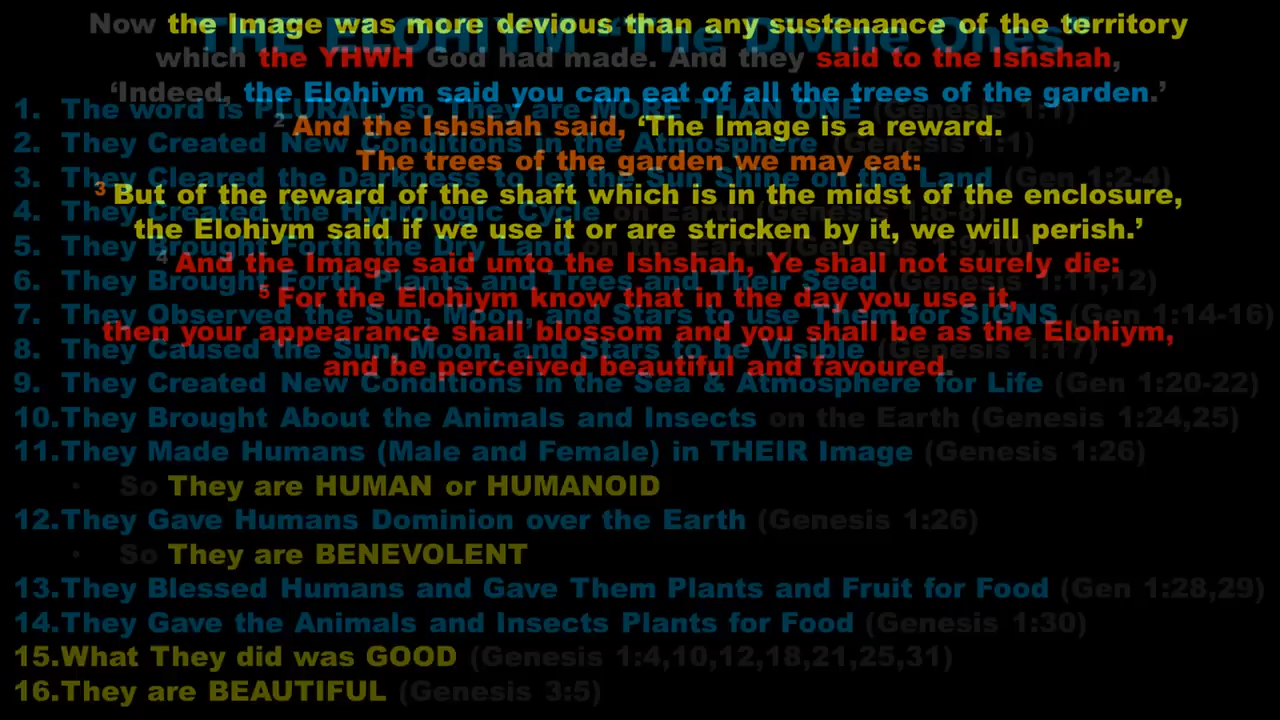 THE ELOHIYM “The Divine Ones”
Now the Image was more devious than any sustenance of the territory
which the YHWH God had made. And they said to the Ishshah,
‘Indeed, the Elohiym said you can eat of all the trees of the garden.’
2 And the Ishshah said, ‘The Image is a reward.
The trees of the garden we may eat:
3 But of the reward of the shaft which is in the midst of the enclosure,
the Elohiym said if we use it or are stricken by it, we will perish.’
4 And the Image said unto the Ishshah, Ye shall not surely die:
5 For the Elohiym know that in the day you use it,
then your appearance shall blossom and you shall be as the Elohiym,
and be perceived beautiful and favoured.
1. The word is PLURAL, so They are MORE THAN ONE (Genesis 1:1)
2. They Created New Conditions in the Atmosphere (Genesis 1:1)
3. They Cleared the Darkness to let the Sun Shine on the Land (Gen 1:2-4)
4. They Created the Hydrologic Cycle on Earth (Genesis 1:6-8)
5. They Brought Forth the Dry Land on the Earth (Genesis 1:9,10)
6. They Brought Forth Plants and Trees and Their Seed (Genesis 1:11,12)
7. They Observed the Sun, Moon, and Stars to use Them for SIGNS (Gen 1:14-16)
8. They Caused the Sun, Moon, and Stars to be Visible (Genesis 1:17)
9. They Created New Conditions in the Sea & Atmosphere for Life (Gen 1:20-22)
10. They Brought About the Animals and Insects on the Earth (Genesis 1:24,25)
11. They Made Humans (Male and Female) in THEIR Image (Genesis 1:26)
• So They are HUMAN or HUMANOID
12. They Gave Humans Dominion over the Earth (Genesis 1:26)
• So They are BENEVOLENT
13. They Blessed Humans and Gave Them Plants and Fruit for Food (Gen 1:28,29)
14. They Gave the Animals and Insects Plants for Food (Genesis 1:30)
15. What They did was GOOD (Genesis 1:4,10,12,18,21,25,31)
16. They are BEAUTIFUL (Genesis 3:5)